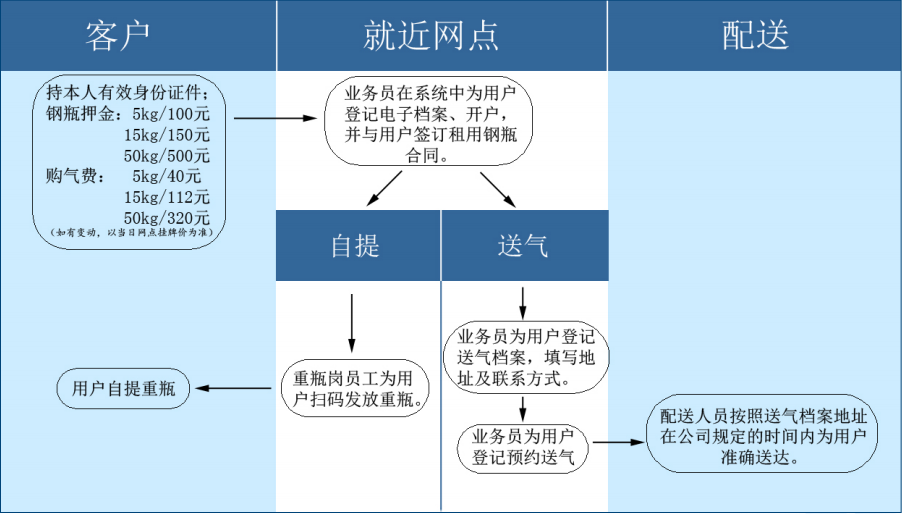 客户
就近网点
配送
持本人有效身份证件；
钢瓶押金：5kg/100元
15kg/150元
50kg/500元
购气费： 5kg/40元
15kg/112元
50kg/320元
（如有变动，以当日网点挂牌价为准）
业务员在系统中为用户
登记电子档案、开户，
并与用户签订租用钢瓶
合同。
自提
送气
重瓶岗员工为用
户扫码发放重瓶。
用户自提重瓶
业务员为用户登记
送气档案，填写地
址及联系方式。
业务员为用户
登记预约送气
配送人员按照送气档案地址
在公司规定的时间内为用户
准确送达。